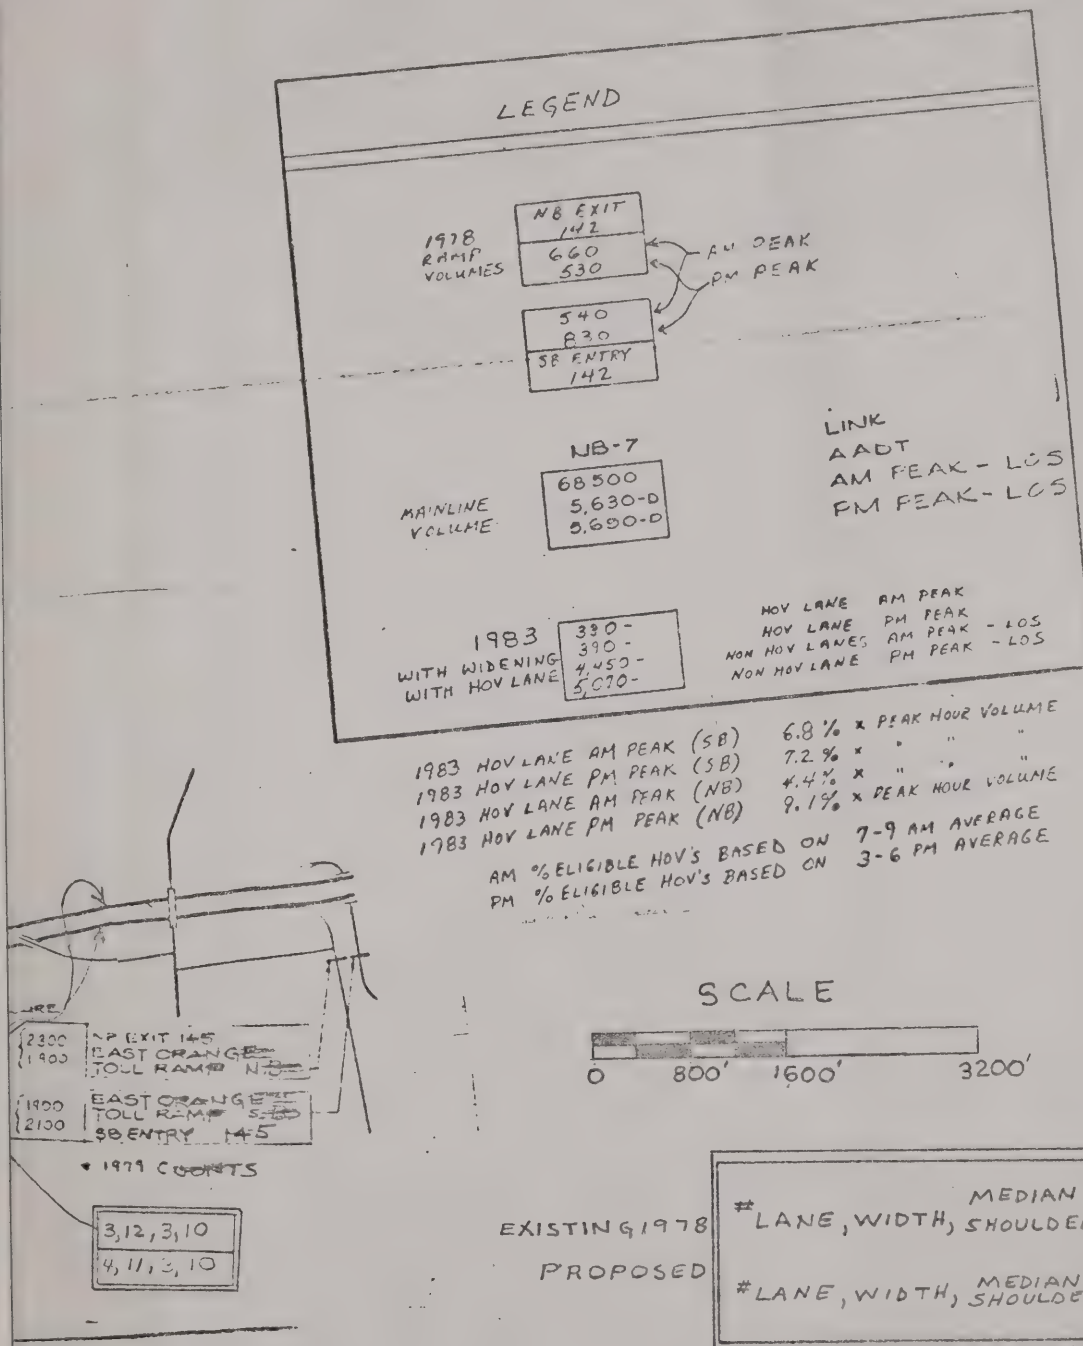 LEGEND
1978
RAMP
VOLUMES
NB EXIT
142
660
530
AM PEAK
PM PEAK
540
830
SB ENTRY
142
NB-7
MAINLINE
VOLUME
68500
5,630-D
5,650-D
LINK
AADT
AM PEAK - LOS
PM PEAK - LOS
1983
WITH WIDENING
WITH HOV LANE
330-
390-
4,450-
5,070-
HOV LANE AM PEAK
HOV LANE PM PEAK
NON HOV LANES AM PEAK - LOS
NON HOV LANE PM PEAK - LOS
1983 HOV LANE AM PEAK (SB) 6.8% x PEAK HOUR VOLUME
1983 HOV LANE PM PEAK (SB) 7.2% x " " "
1983 HOV LANE AM PEAK (NB) 4.4% x " " "
1983 HOV LANE PM PEAK (NB) 9.1% x PEAK HOUR VOLUME
AM % ELIGIBLE HOV'S BASED ON 7-9 AM AVERAGE
PM % ELIGIBLE HOV'S BASED ON 3-6 PM AVERAGE
2300
1900
NB EXIT 145
EAST ORANGE
TOLL RAMP NB
1900
2100
EAST ORANGE
TOLL RAMP
SB ENTRY 145
* 1979 COUNTS
3,12,3,10
4,11,3,10
SCALE
0 800' 1600' 3200'
EXISTING 1978
PROPOSED
# LANE, WIDTH, MEDIAN
SHOULDE
# LANE, WIDTH, MEDIAN
SHOULDE